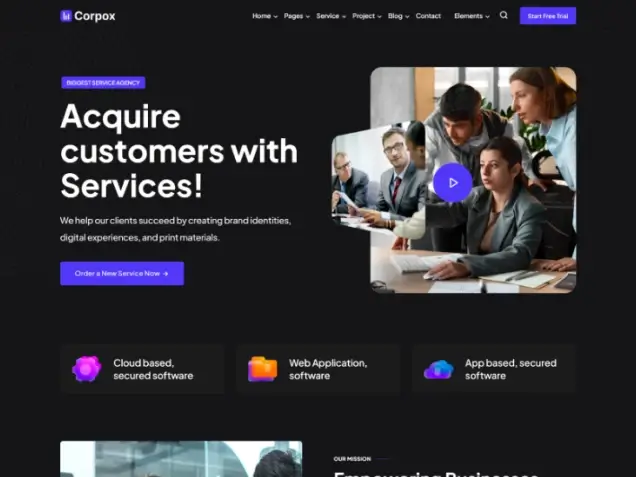 Corpox
Home Pages Service Project Blog Contact Elements Start Free Trial
BIGGEST SERVICE AGENCY
Acquire
customers with
Services!
We help our clients succeed by creating brand identities,
digital experiences, and print materials.
Order a New Service Now →
Cloud based,
secured software
Web Application,
software
App based, secured
software
OUR MISSION
Empowering Businesses